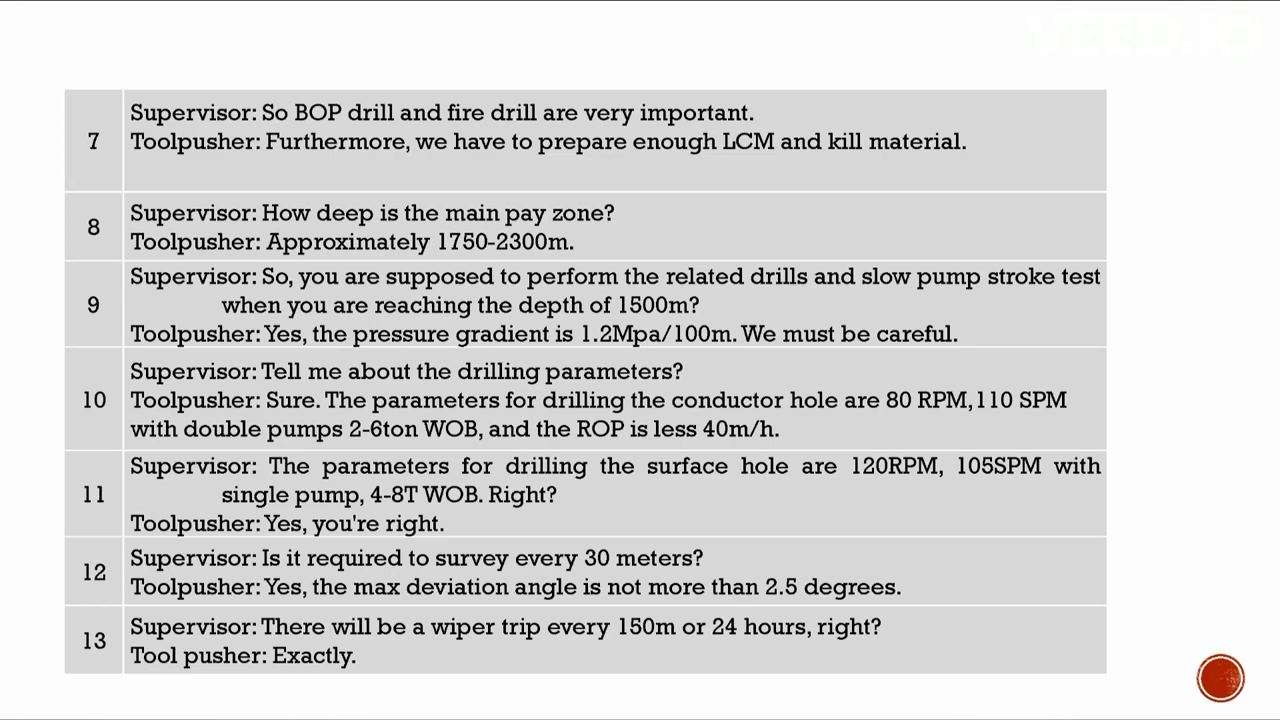 7
Supervisor: So BOP drill and fire drill are very important.
Toolpusher: Furthermore, we have to prepare enough LCM and kill material.
8
Supervisor: How deep is the main pay zone?
Toolpusher: Approximately 1750-2300m.
9
Supervisor: So, you are supposed to perform the related drills and slow pump stroke test
when you are reaching the depth of 1500m?
Toolpusher: Yes, the pressure gradient is 1.2Mpa/100m. We must be careful.
10
Supervisor: Tell me about the drilling parameters?
Toolpusher: Sure. The parameters for drilling the conductor hole are 80 RPM,110 SPM
with double pumps 2-6ton WOB, and the ROP is less 40m/h.
11
Supervisor: The parameters for drilling the surface hole are 120RPM, 105SPM with
single pump, 4-8T WOB. Right?
Toolpusher: Yes, you're right.
12
Supervisor: Is it required to survey every 30 meters?
Toolpusher: Yes, the max deviation angle is not more than 2.5 degrees.
13
Supervisor: There will be a wiper trip every 150m or 24 hours, right?
Tool pusher: Exactly.